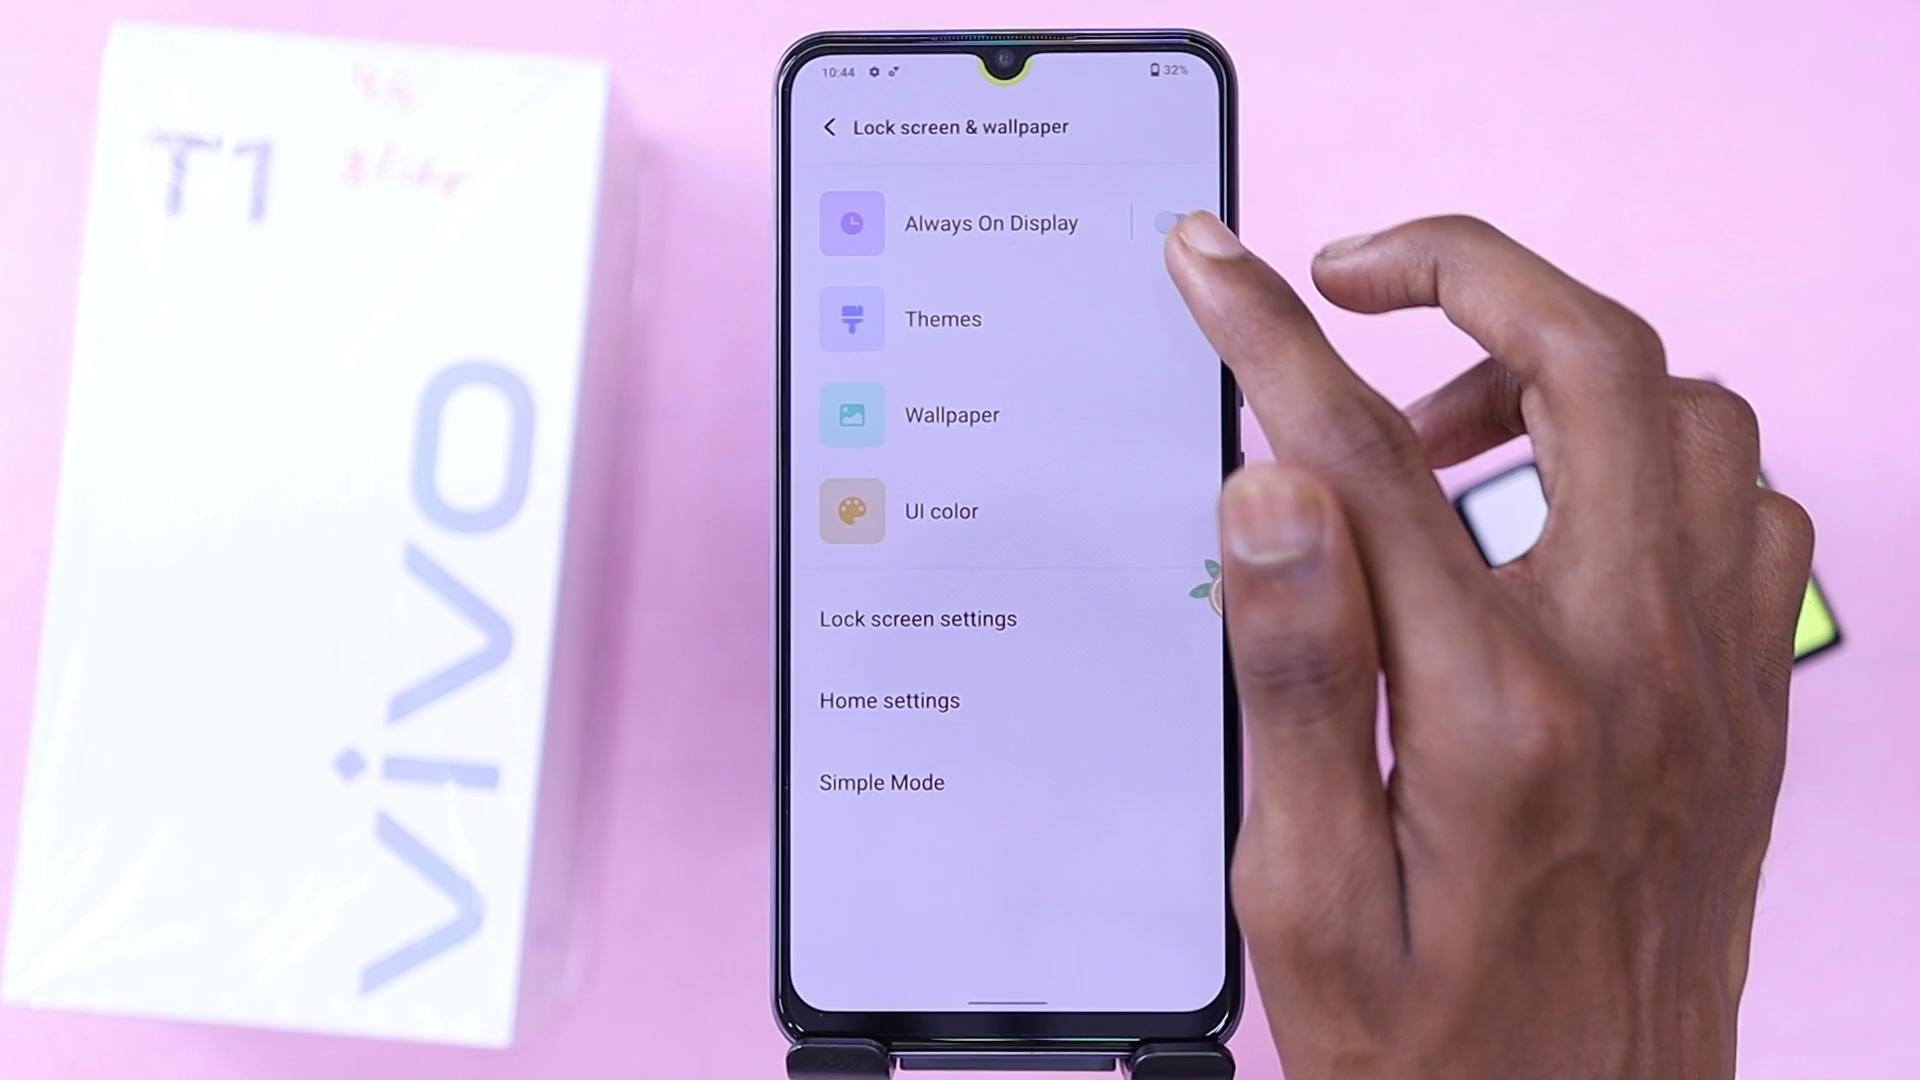 T1
vivo
10:44
32%
Lock screen & wallpaper
Always On Display
Themes
Wallpaper
UI color
Lock screen settings
Home settings
Simple Mode